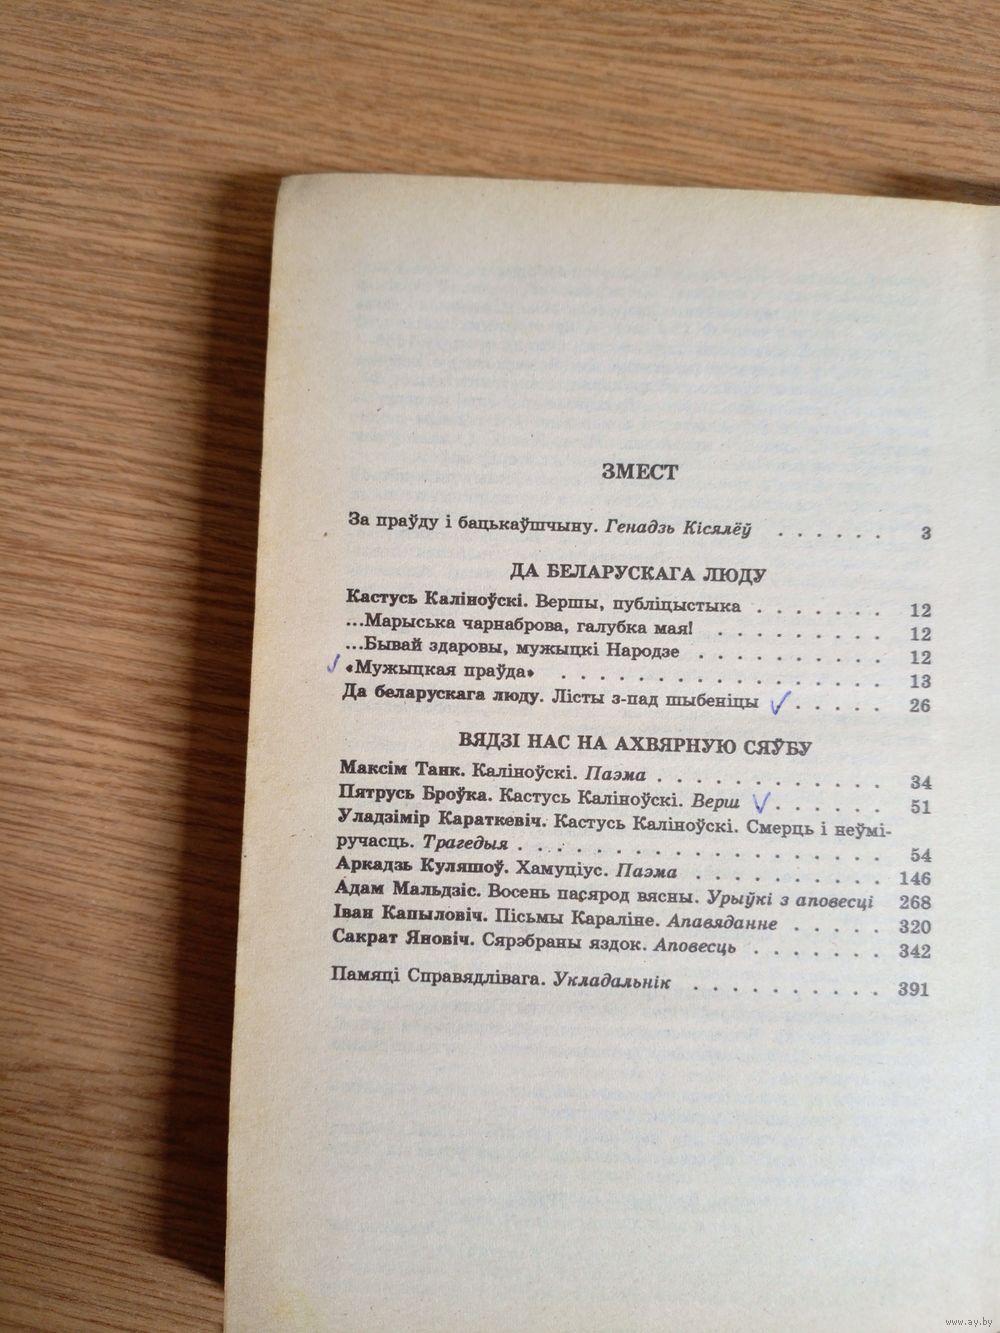 ЗМЕСТ
За праўду і бацькаўшчыну. Генадзь Кісялёў . . . . . . 3
ДА БЕЛАРУСКАГА ЛЮДУ
Кастусь Каліноўскі. Вершы, публіцыстыка . . . . . . . 12
...Марыська чарнаброва, галубка мая! . . . . . . . . . 12
...Бывай здаровы, мужыцкі Народзе . . . . . . . . . . 12
«Мужыцкая праўда» . . . . . . . . . . . . . . . . . 13
Да беларускага люду. Лісты з-пад шыбеніцы . . . . . 26
ВЯДЗІ НАС НА АХВЯРНУЮ СЯЎБУ
Максім Танк. Каліноўскі. Паэма . . . . . . . . . . . . 34
Пятрусь Броўка. Кастусь Каліноўскі. Верш . . . . . . 51
Уладзімір Караткевіч. Кастусь Каліноўскі. Смерць і неўмі-
ручасць. Трагедыя . . . . . . . . . . . . . . . . . . 54
Аркадзь Куляшоў. Хамуціус. Паэма . . . . . . . . . . 146
Адам Мальдзіс. Восень пасярод вясны. Урыўкі з аповесці 268
Іван Капыловіч. Пісьмы Караліне. Апавяданне . . . . . 320
Сакрат Яновіч. Сярэбраны яздок. Аповесць . . . . . . . 342
Памяці Справядлівага. Укладальнік . . . . . . . . . . 391
www.ay.by